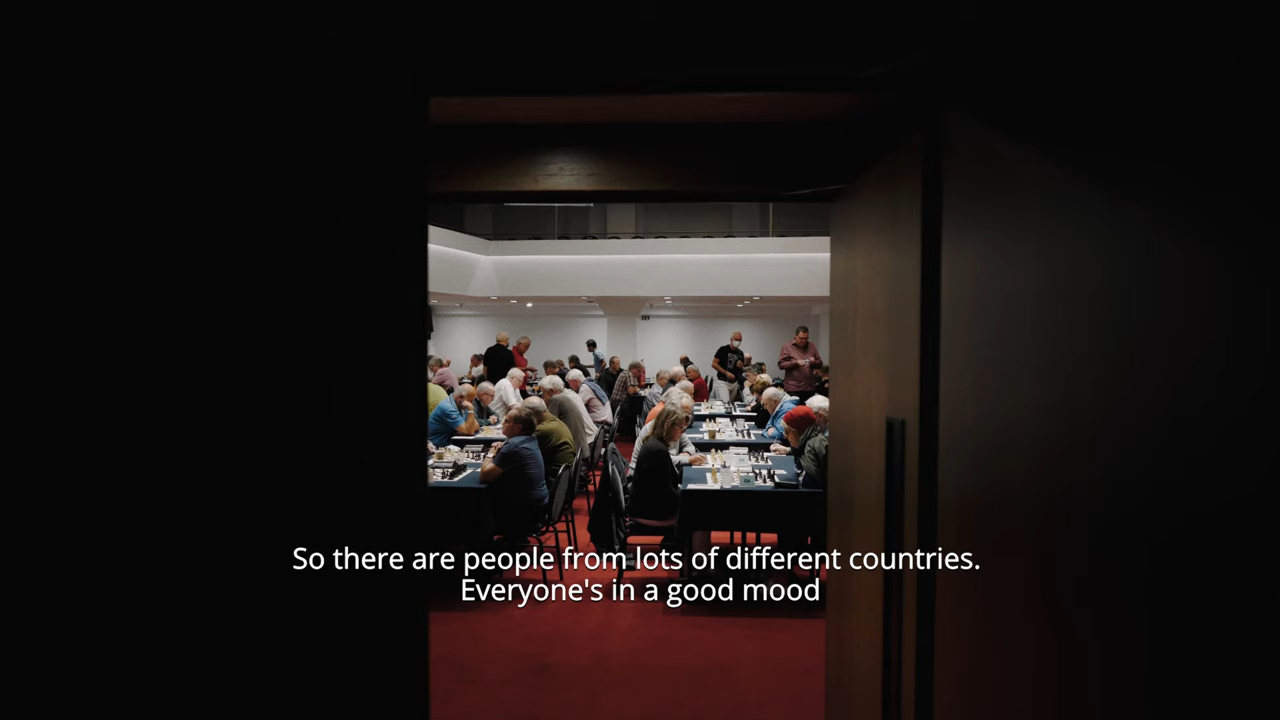 So there are people from lots of different countries.
Everyone's in a good mood